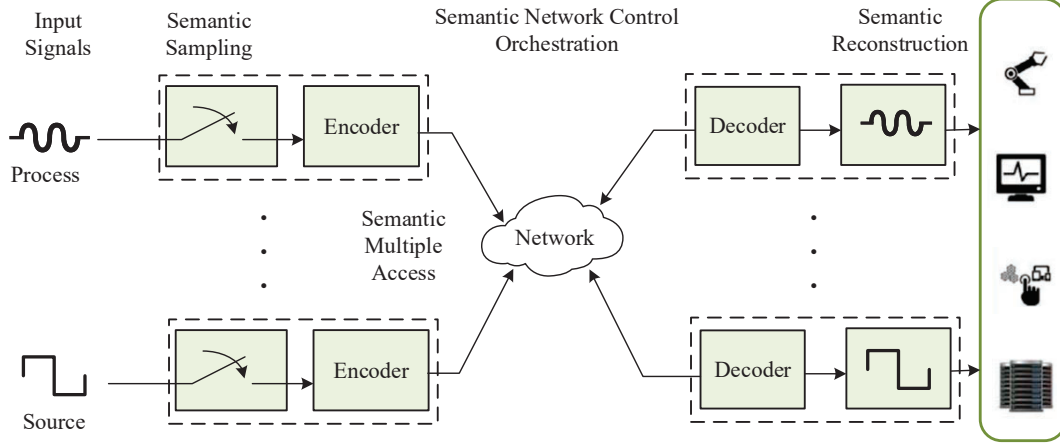 Input
Signals
Semantic
Sampling
Semantic Network Control
Orchestration
Semantic
Reconstruction
Process
Encoder
Decoder
Semantic
Multiple
Access
Network
Source
Encoder
Decoder